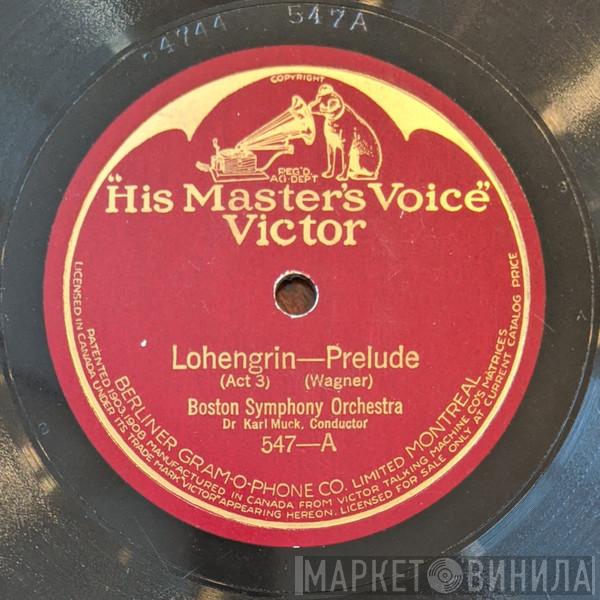 64744 547A
COPYRIGHT
REG'D
AG·DEPT
"His Master's Voice"
Victor
Lohengrin—Prelude
(Act 3) (Wagner)
Boston Symphony Orchestra
Dr Karl Muck, Conductor
547—A
BERLINER GRAM-O-PHONE CO. LIMITED MONTREAL
LICENSED IN CANADA
PATENTED 1903, 1908 MANUFACTURED IN CANADA FROM VICTOR TALKING MACHINE CO'S MATRICES
UNDER ITS TRADE MARK "VICTOR" APPEARING HEREON. LICENSED FOR SALE ONLY AT CURRENT CATALOG PRICE
МАРКЕТ ВИНИЛА